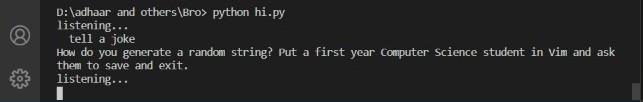 D:\adhaar and others\Bro> python hi.py
listening...
  tell a joke
How do you generate a random string? Put a first year Computer Science student in Vim and ask
them to save and exit.
listening...